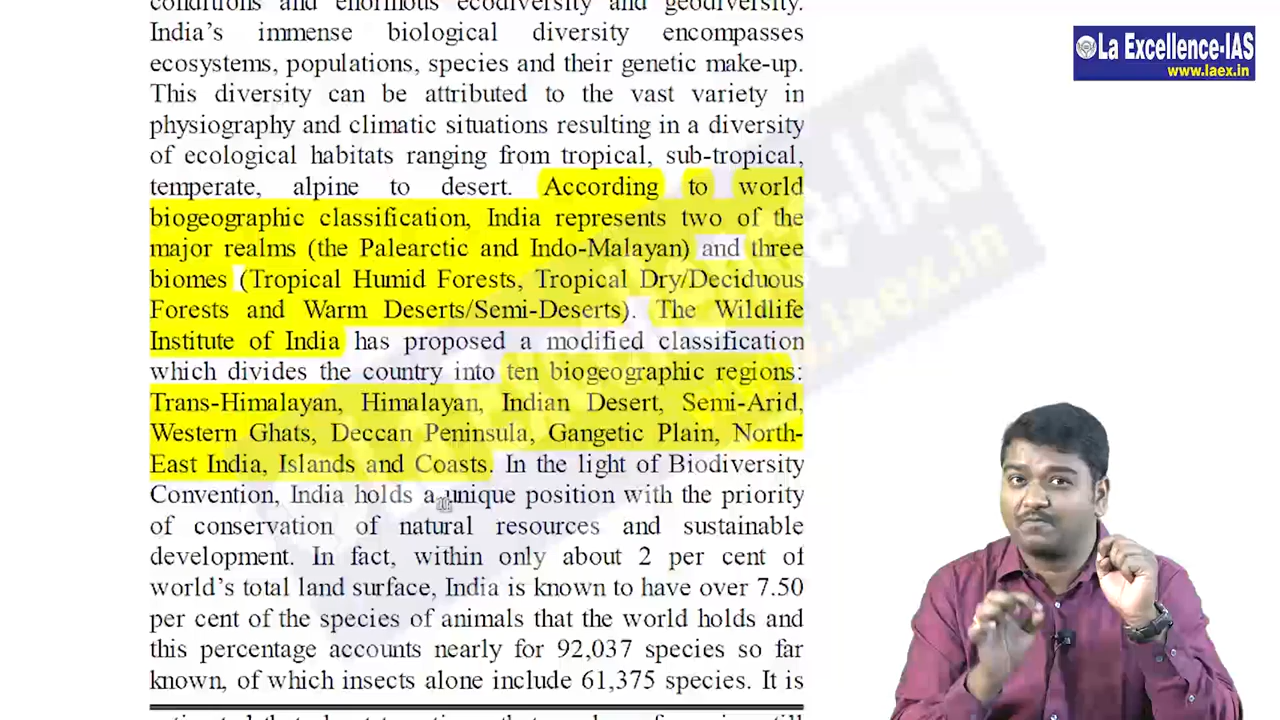 conditions and enormous ecodiversity and geodiversity.
India's immense biological diversity encompasses
ecosystems, populations, species and their genetic make-up.
This diversity can be attributed to the vast variety in
physiography and climatic situations resulting in a diversity
of ecological habitats ranging from tropical, sub-tropical,
temperate, alpine to desert. According to world
biogeographic classification, India represents two of the
major realms (the Palearctic and Indo-Malayan) and three
biomes (Tropical Humid Forests, Tropical Dry/Deciduous
Forests and Warm Deserts/Semi-Deserts). The Wildlife
Institute of India has proposed a modified classification
which divides the country into ten biogeographic regions:
Trans-Himalayan, Himalayan, Indian Desert, Semi-Arid,
Western Ghats, Deccan Peninsula, Gangetic Plain, North-
East India, Islands and Coasts. In the light of Biodiversity
Convention, India holds a unique position with the priority
of conservation of natural resources and sustainable
development. In fact, within only about 2 per cent of
world's total land surface, India is known to have over 7.50
per cent of the species of animals that the world holds and
this percentage accounts nearly for 92,037 species so far
known, of which insects alone include 61,375 species. It is
La Excellence-IAS
www.laex.in